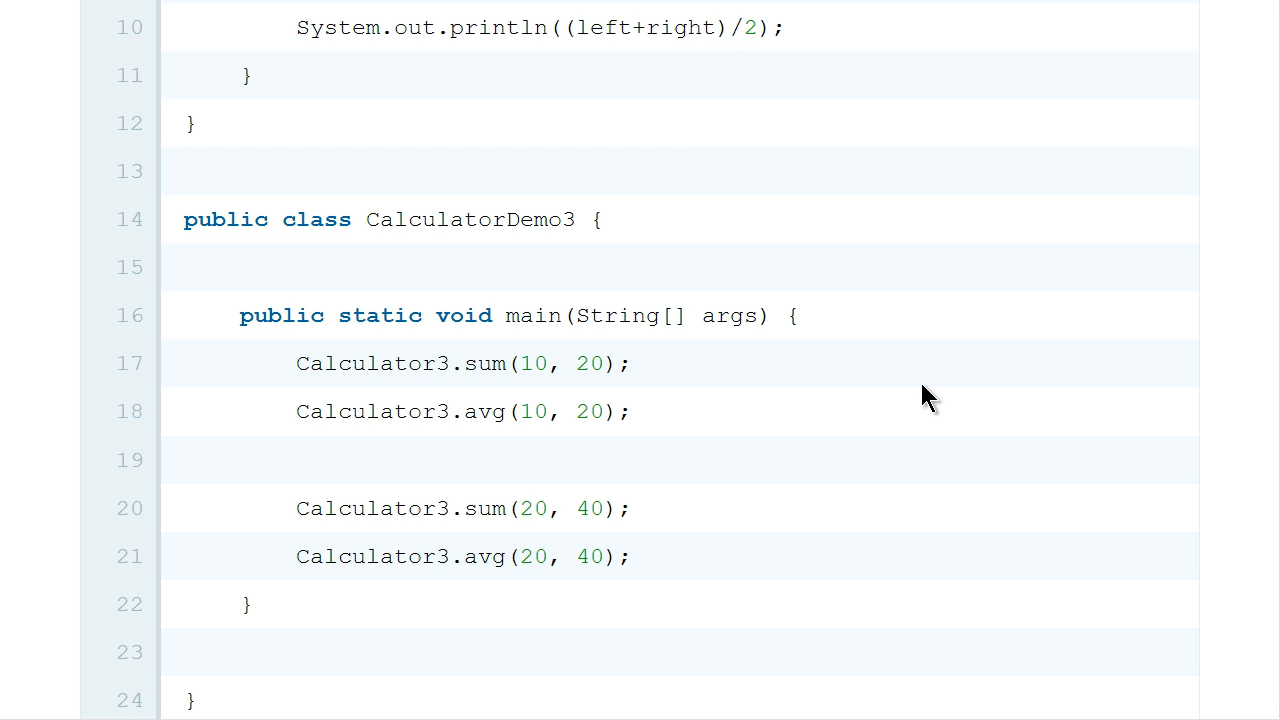 10 System.out.println((left+right)/2);
11 }
12 }
13
14 public class CalculatorDemo3 {
15
16 public static void main(String[] args) {
17 Calculator3.sum(10, 20);
18 Calculator3.avg(10, 20);
19
20 Calculator3.sum(20, 40);
21 Calculator3.avg(20, 40);
22 }
23
24 }